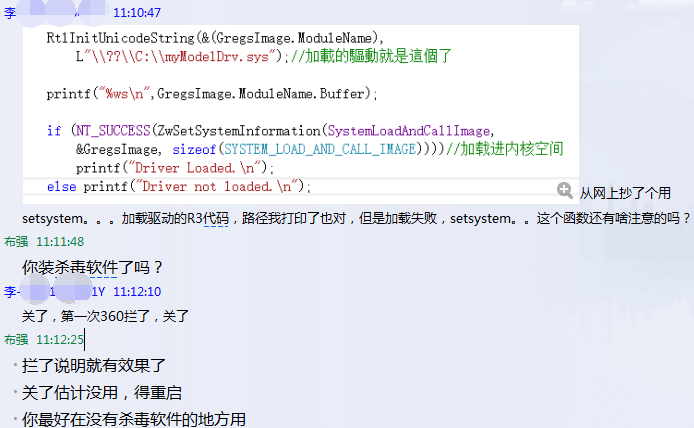 李 11:10:47
RtlInitUnicodeString(&(GregsImage.ModuleName),
L"\\??\\C:\\myModelDrv.sys");//加載的驅動就是這個了
printf("%ws\n",GregsImage.ModuleName.Buffer);
if (NT_SUCCESS(ZwSetSystemInformation(SystemLoadAndCallImage,
&GregsImage, sizeof(SYSTEM_LOAD_AND_CALL_IMAGE))))//加载进内核空间
printf("Driver Loaded.\n");
else printf("Driver not loaded.\n");
从网上抄了个用
setsystem。。。加载驱动的R3代码，路径我打印了也对，但是加载失败，setsystem。。这个函数还有啥注意的吗？
布强 11:11:48
你装杀毒软件了吗？
李- 1 1Y 11:12:10
关了，第一次360拦了，关了
布强 11:12:25
·拦了说明就有效果了
·关了估计没用，得重启
·你最好在没有杀毒软件的地方用